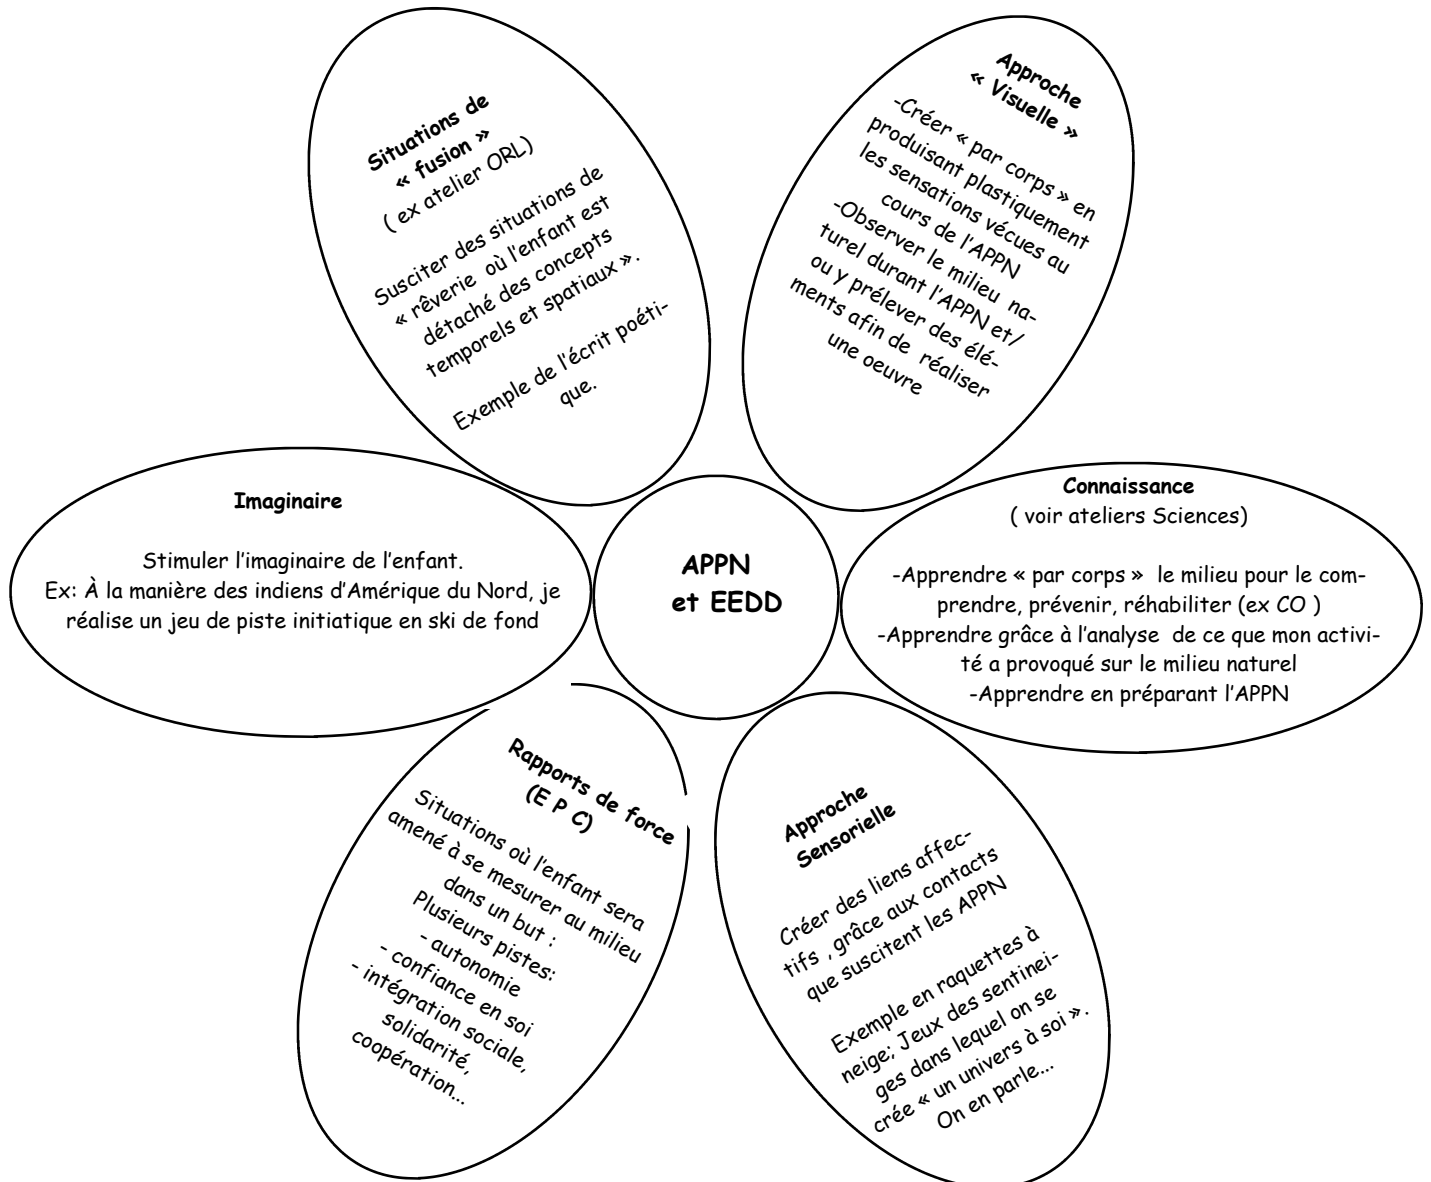 Situations de
« fusion »
( ex atelier ORL)
Susciter des situations de
« rêverie où l'enfant est
détaché des concepts
temporels et spatiaux ».
Exemple de l'écrit poéti-
que.
Approche
« Visuelle »
-Créer « par corps » en
produisant plastiquement
les sensations vécues au
cours de l'APPN
-Observer le milieu na-
turel durant l'APPN et/
ou y prélever des élé-
ments afin de réaliser
une oeuvre
Imaginaire
Stimuler l'imaginaire de l'enfant.
Ex: À la manière des indiens d'Amérique du Nord, je
réalise un jeu de piste initiatique en ski de fond
APPN
et EEDD
Connaissance
( voir ateliers Sciences)
-Apprendre « par corps » le milieu pour le com-
prendre, prévenir, réhabiliter (ex CO )
-Apprendre grâce à l'analyse de ce que mon activi-
té a provoqué sur le milieu naturel
-Apprendre en préparant l'APPN
Rapports de force
(E P C)
Situations où l'enfant sera
amené à se mesurer au milieu
dans un but :
Plusieurs pistes:
- autonomie
- confiance en soi
- intégration sociale,
solidarité,
coopération...
Approche
Sensorielle
Créer des liens affec-
tifs , grâce aux contacts
que suscitent les APPN
Exemple en raquettes à
neige; Jeux des sentinei-
ges dans lequel on se
crée « un univers à soi ».
On en parle...